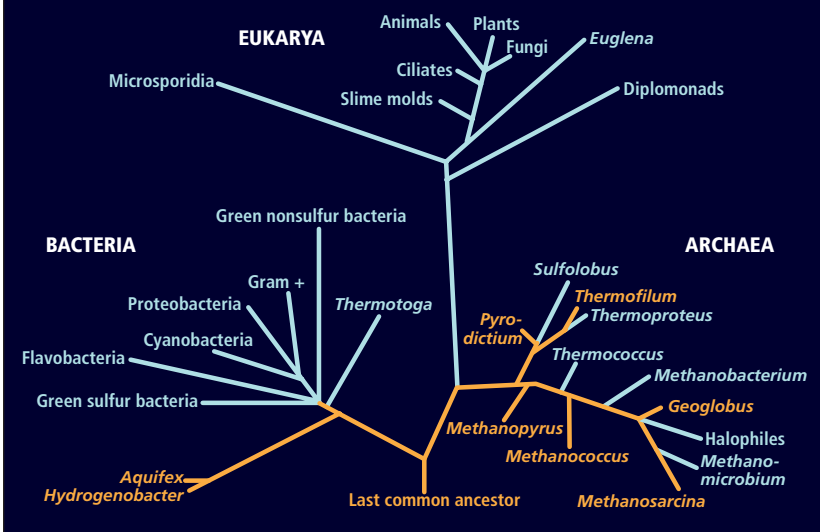 EUKARYA
Animals
Plants
Fungi
Euglena
Ciliates
Microsporidia
Slime molds
Diplomonads
BACTERIA
Green nonsulfur bacteria
Gram +
Proteobacteria
Thermotoga
Cyanobacteria
Flavobacteria
Green sulfur bacteria
Aquifex
Hydrogenobacter
Last common ancestor
ARCHAEA
Sulfolobus
Thermofilum
Pyro-
dictium
Thermoproteus
Thermococcus
Methanobacterium
Geoglobus
Methanopyrus
Halophiles
Methanococcus
Methano-
microbium
Methanosarcina